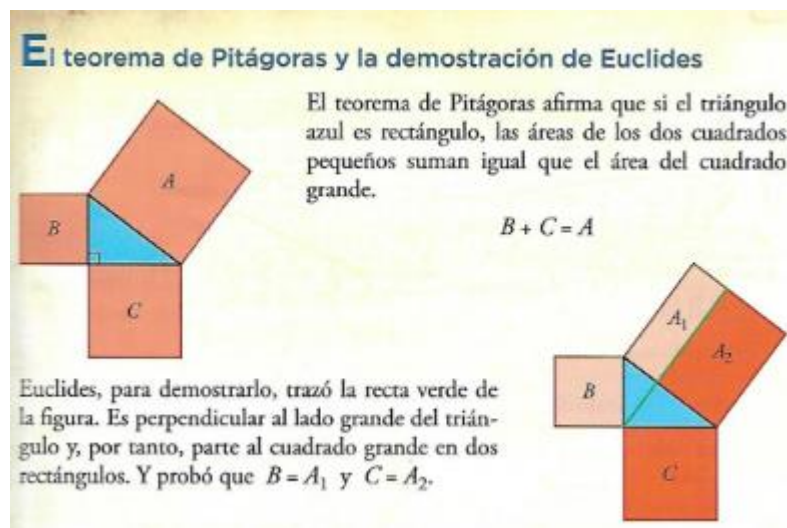 El teorema de Pitágoras y la demostración de Euclides
El teorema de Pitágoras afirma que si el triángulo
azul es rectángulo, las áreas de los dos cuadrados
pequeños suman igual que el área del cuadrado
grande.
B + C = A
A
B
C
A₁
A₂
B
C
Euclides, para demostrarlo, trazó la recta verde de
la figura. Es perpendicular al lado grande del trián-
gulo y, por tanto, parte al cuadrado grande en dos
rectángulos. Y probó que B = A₁ y C = A₂.